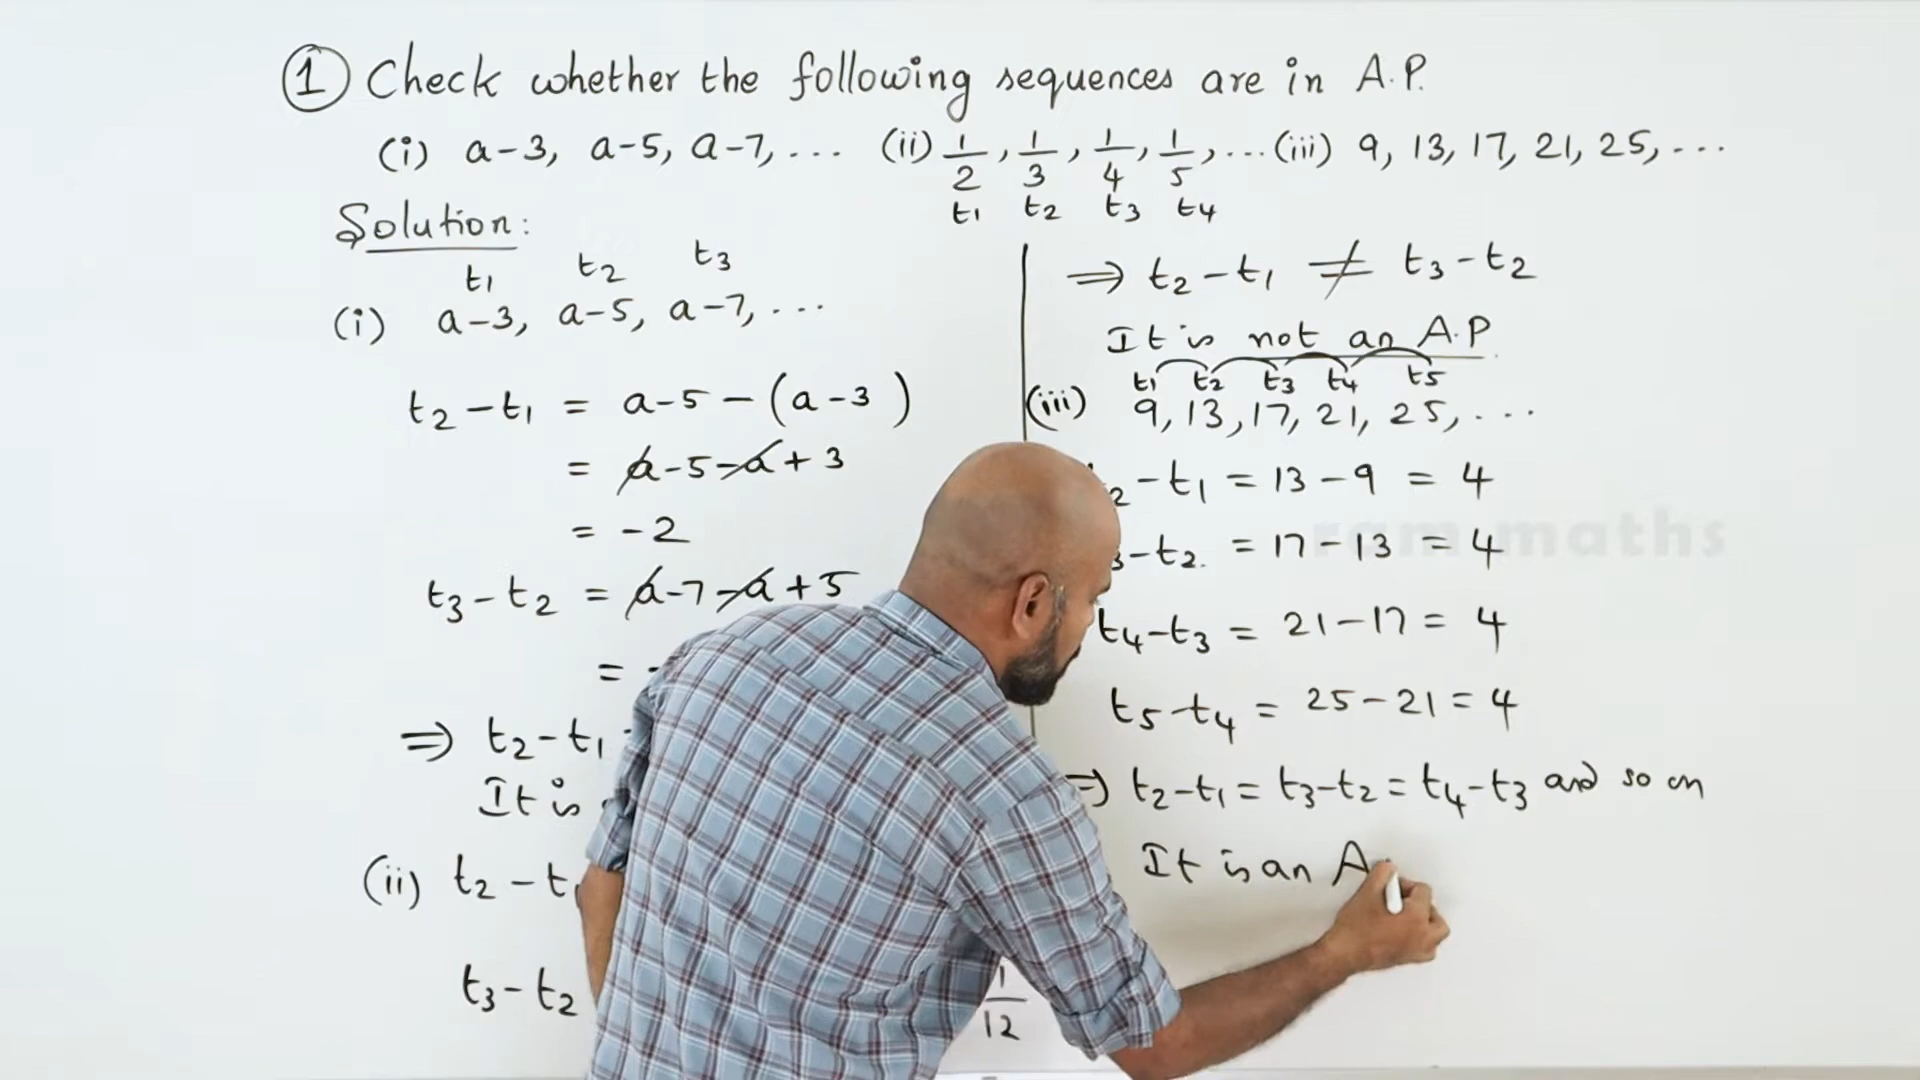 ① Check whether the following sequences are in A.P.
(i) a-3, a-5, a-7, ... (ii) 1/2, 1/3, 1/4, 1/5, ... (iii) 9, 13, 17, 21, 25, ...
t1 t2 t3 t4
Solution:
t1 t2 t3
(i) a-3, a-5, a-7, ...
t2-t1 = a-5-(a-3)
= a-5-a+3
= -2
t3-t2 = a-7-a+5
= -
⇒ t2-t1
It is
(ii) t2-t1
t3-t2
1/12
⇒ t2-t1 ≠ t3-t2
It is not an A.P
t1 t2 t3 t4 t5
(iii) 9, 13, 17, 21, 25, ...
2-t1 = 13-9 = 4
3-t2. = 17-13 = 4
t4-t3 = 21-17 = 4
t5-t4 = 25-21 = 4
⇒ t2-t1 = t3-t2 = t4-t3 and so on
It is an A.
ram maths